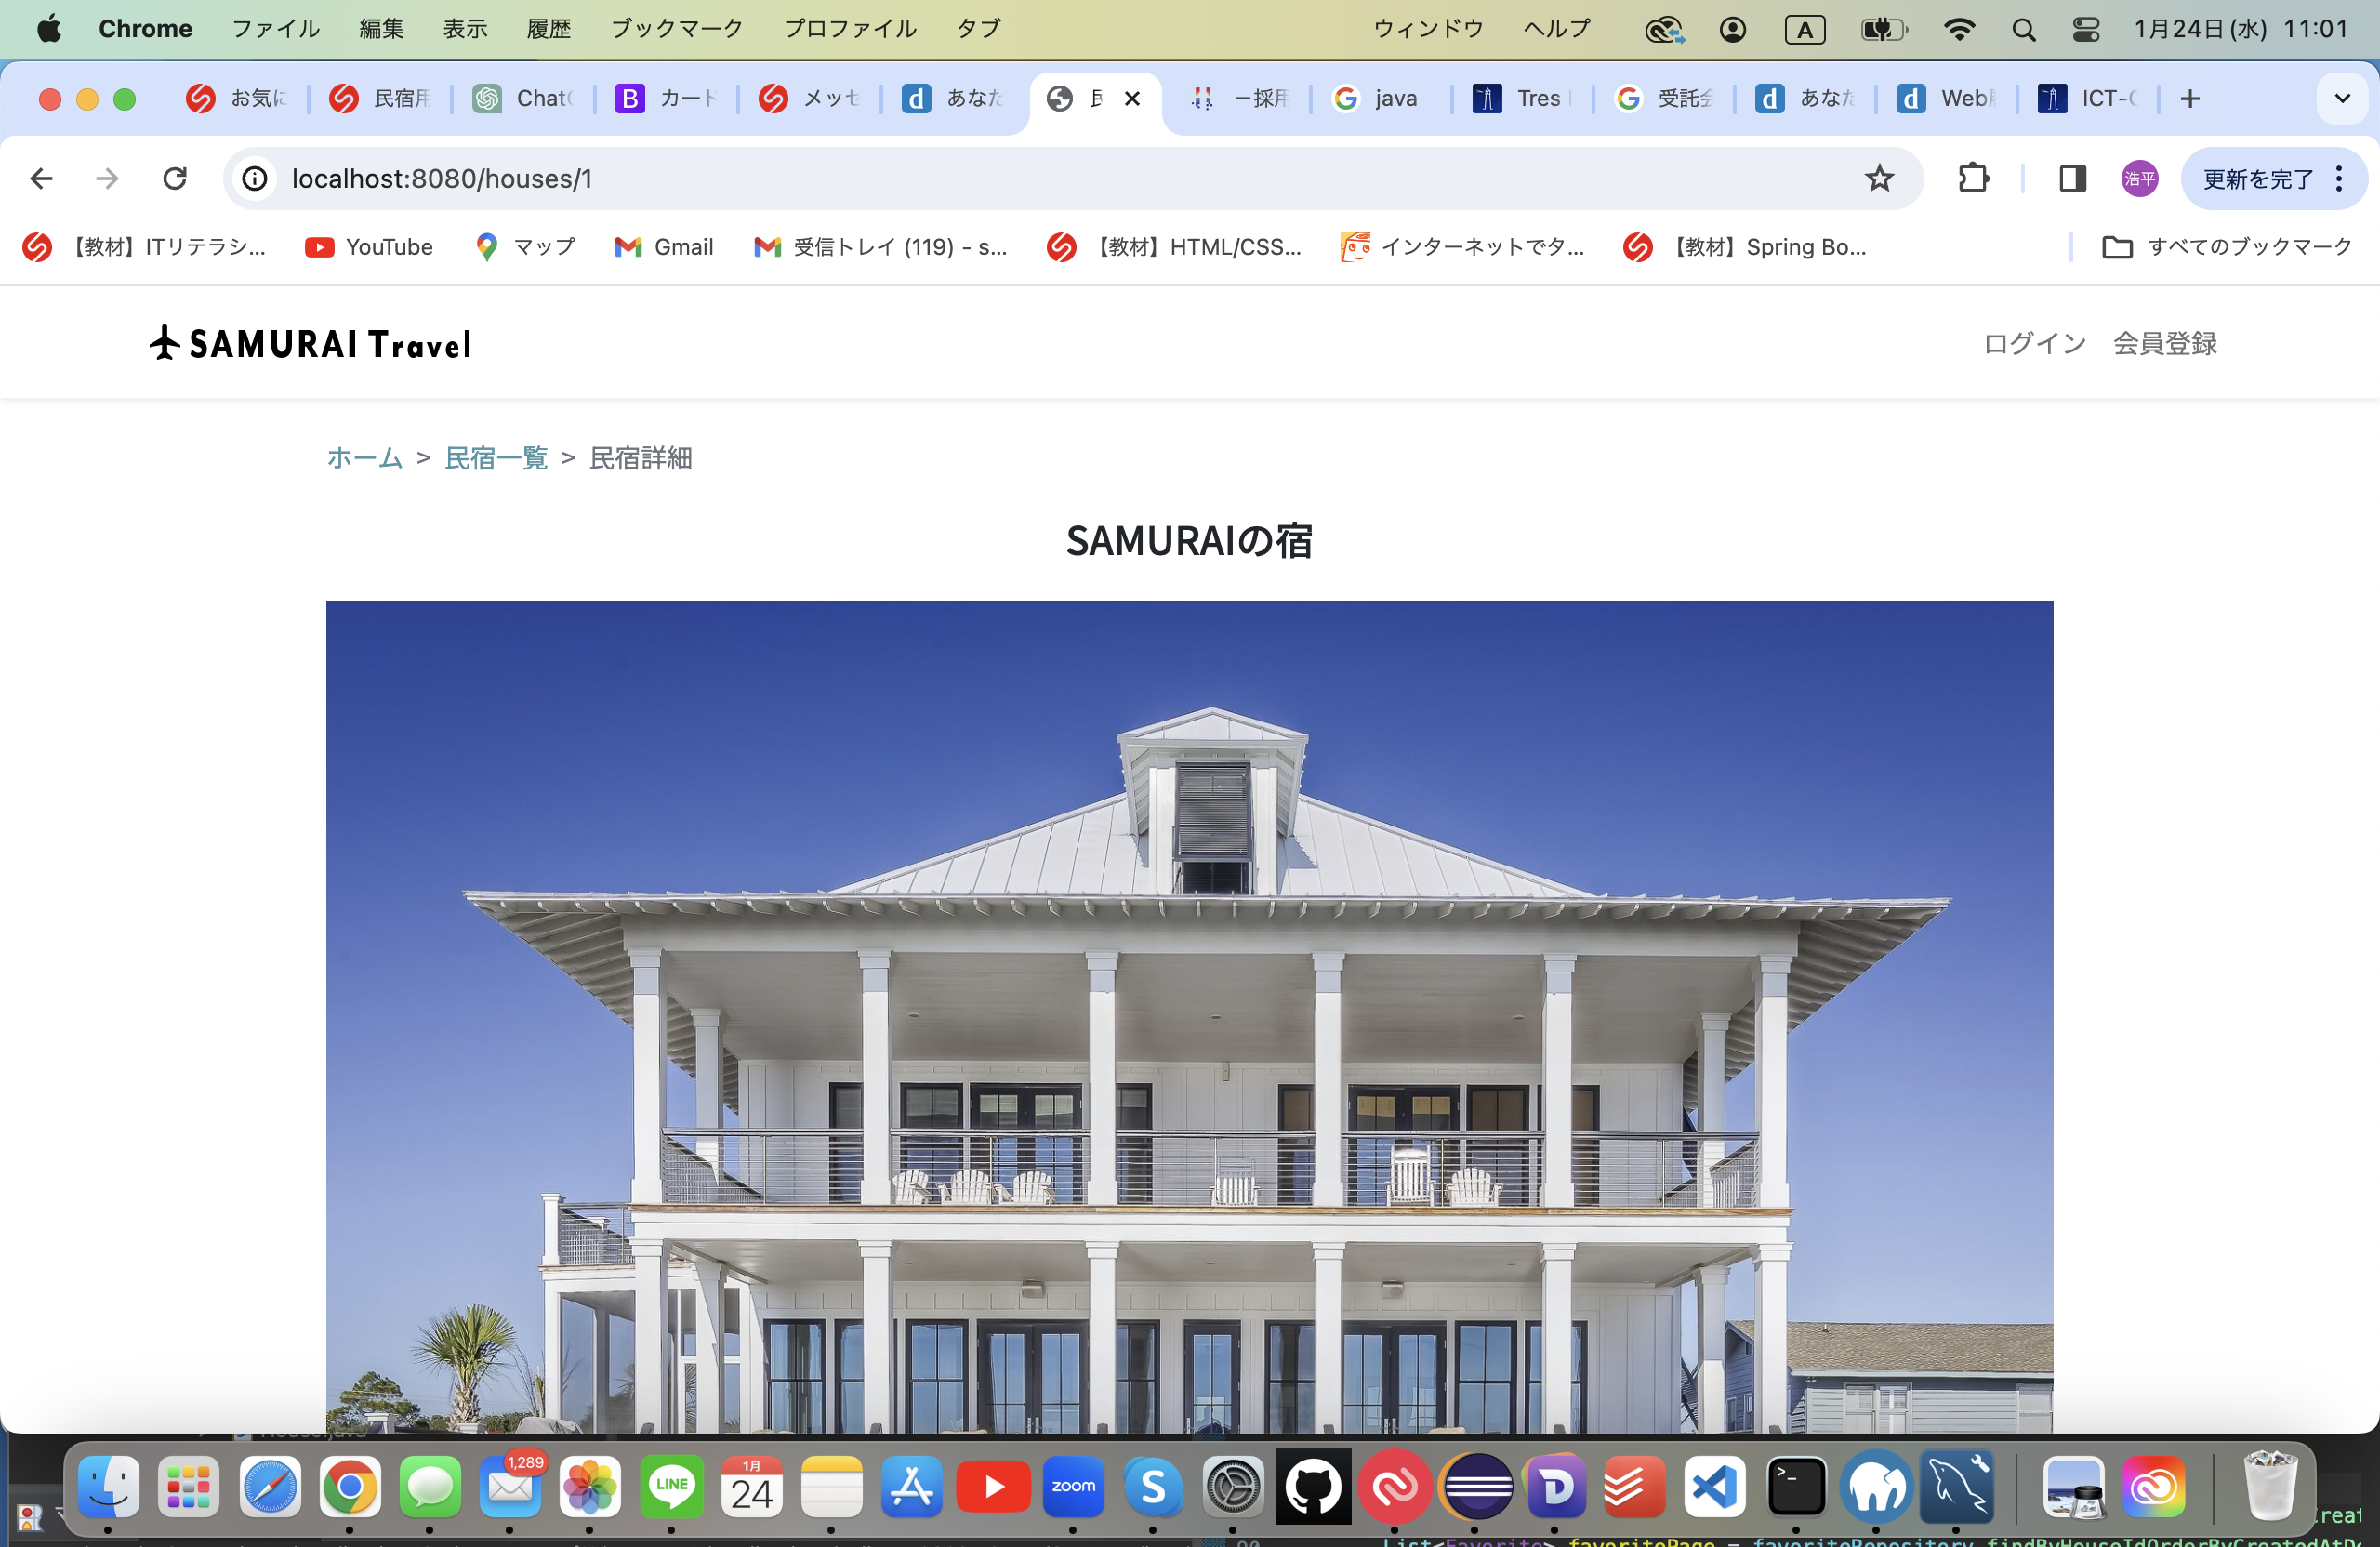 Chrome ファイル 編集 表示 履歴 ブックマーク プロファイル タブ ウィンドウ ヘルプ A 1月24日(水) 11:01
お気に 民宿用 Chat B カード メッセ d あなた 民 －採用 java Tres 受託会 d あなた d Web ICT-
localhost:8080/houses/1 浩平 更新を完了
【教材】ITリテラシ... YouTube マップ Gmail 受信トレイ (119) - s... 【教材】HTML/CSS... インターネットでタ... 【教材】Spring Bo... すべてのブックマーク
SAMURAI Travel ログイン 会員登録
ホーム > 民宿一覧 > 民宿詳細
SAMURAIの宿
1,289 LINE 1月 24 zoom S D